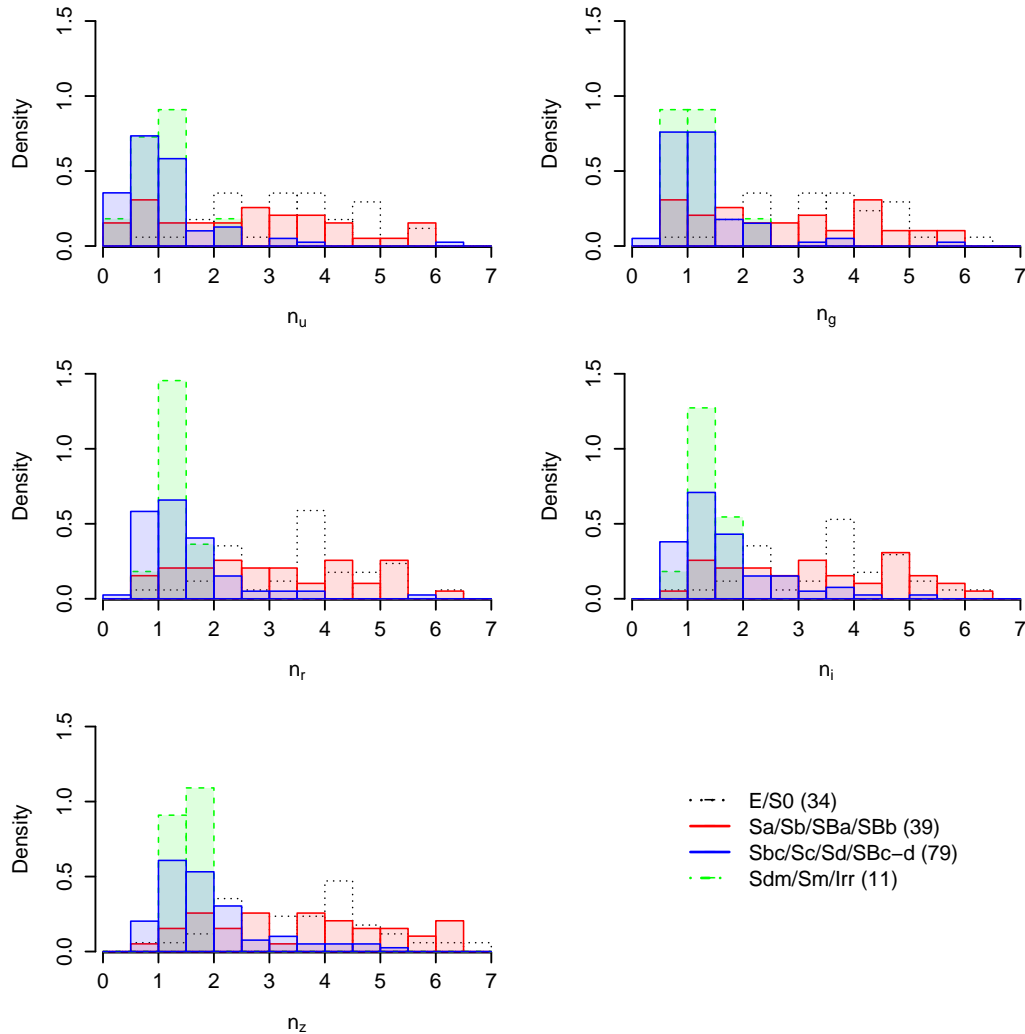 Density
0.0 0.5 1.0 1.5
0 1 2 3 4 5 6 7
n_u
Density
0.0 0.5 1.0 1.5
0 1 2 3 4 5 6 7
n_g
Density
0.0 0.5 1.0 1.5
0 1 2 3 4 5 6 7
n_r
Density
0.0 0.5 1.0 1.5
0 1 2 3 4 5 6 7
n_i
Density
0.0 0.5 1.0 1.5
0 1 2 3 4 5 6 7
n_z
E/S0 (34)
Sa/Sb/SBa/SBb (39)
Sbc/Sc/Sd/SBc−d (79)
Sdm/Sm/Irr (11)